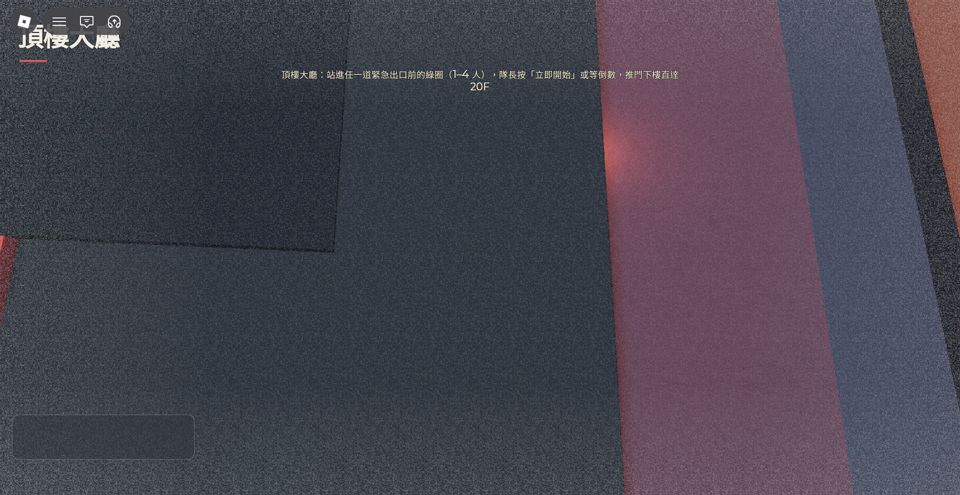 頂樓大廳
頂樓大廳：站進任一道緊急出口前的綠圈（1–4 人），隊長按「立即開始」或等倒數，推門下樓直達
20F